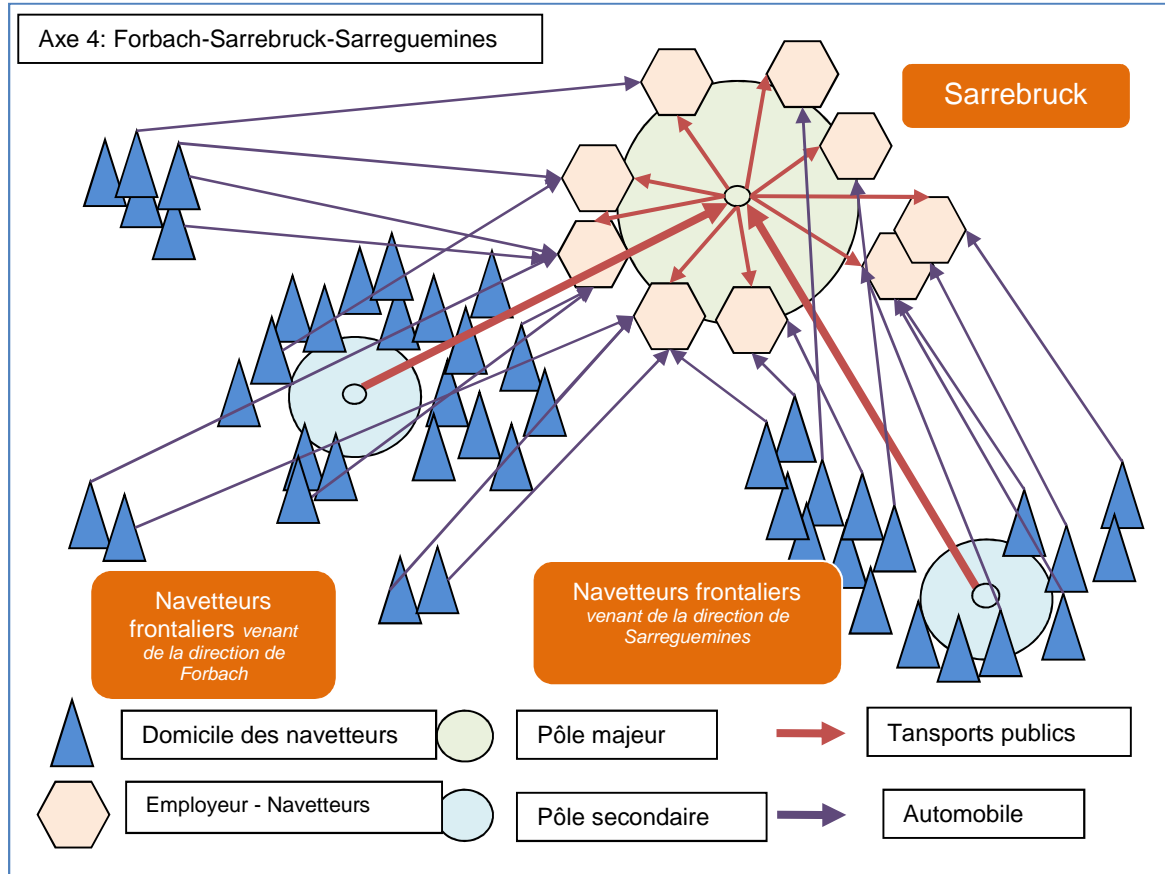 Axe 4: Forbach-Sarrebruck-Sarreguemines
Sarrebruck
Navetteurs
frontaliers venant
de la direction de
Forbach
Navetteurs frontaliers
venant de la direction de
Sarreguemines
Domicile des navetteurs
Pôle majeur
Tansports publics
Employeur - Navetteurs
Pôle secondaire
Automobile